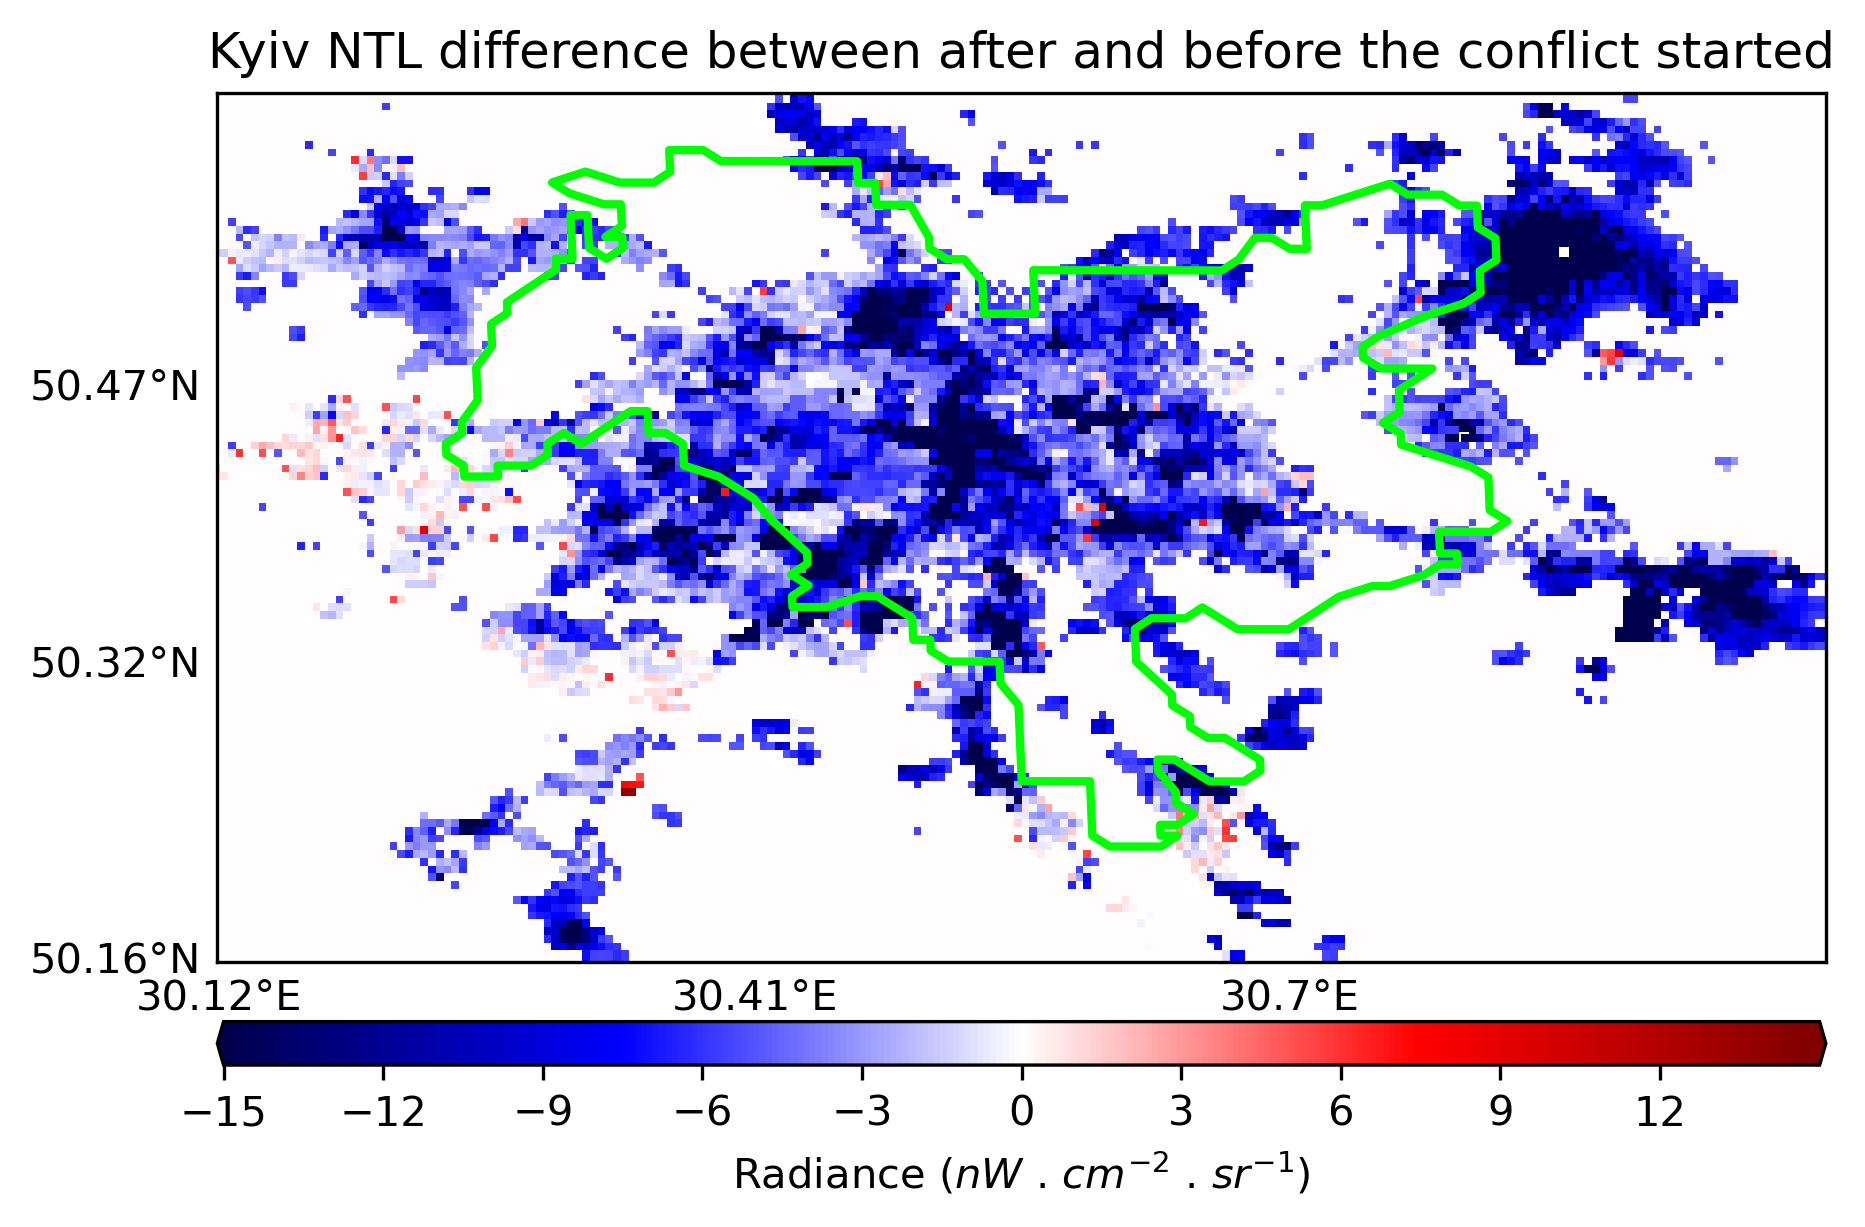 Kyiv NTL difference between after and before the conflict started
50.47°N
50.32°N
50.16°N
30.12°E 30.41°E 30.7°E
−15 −12 −9 −6 −3 0 3 6 9 12
Radiance (nW . cm⁻² . sr⁻¹)